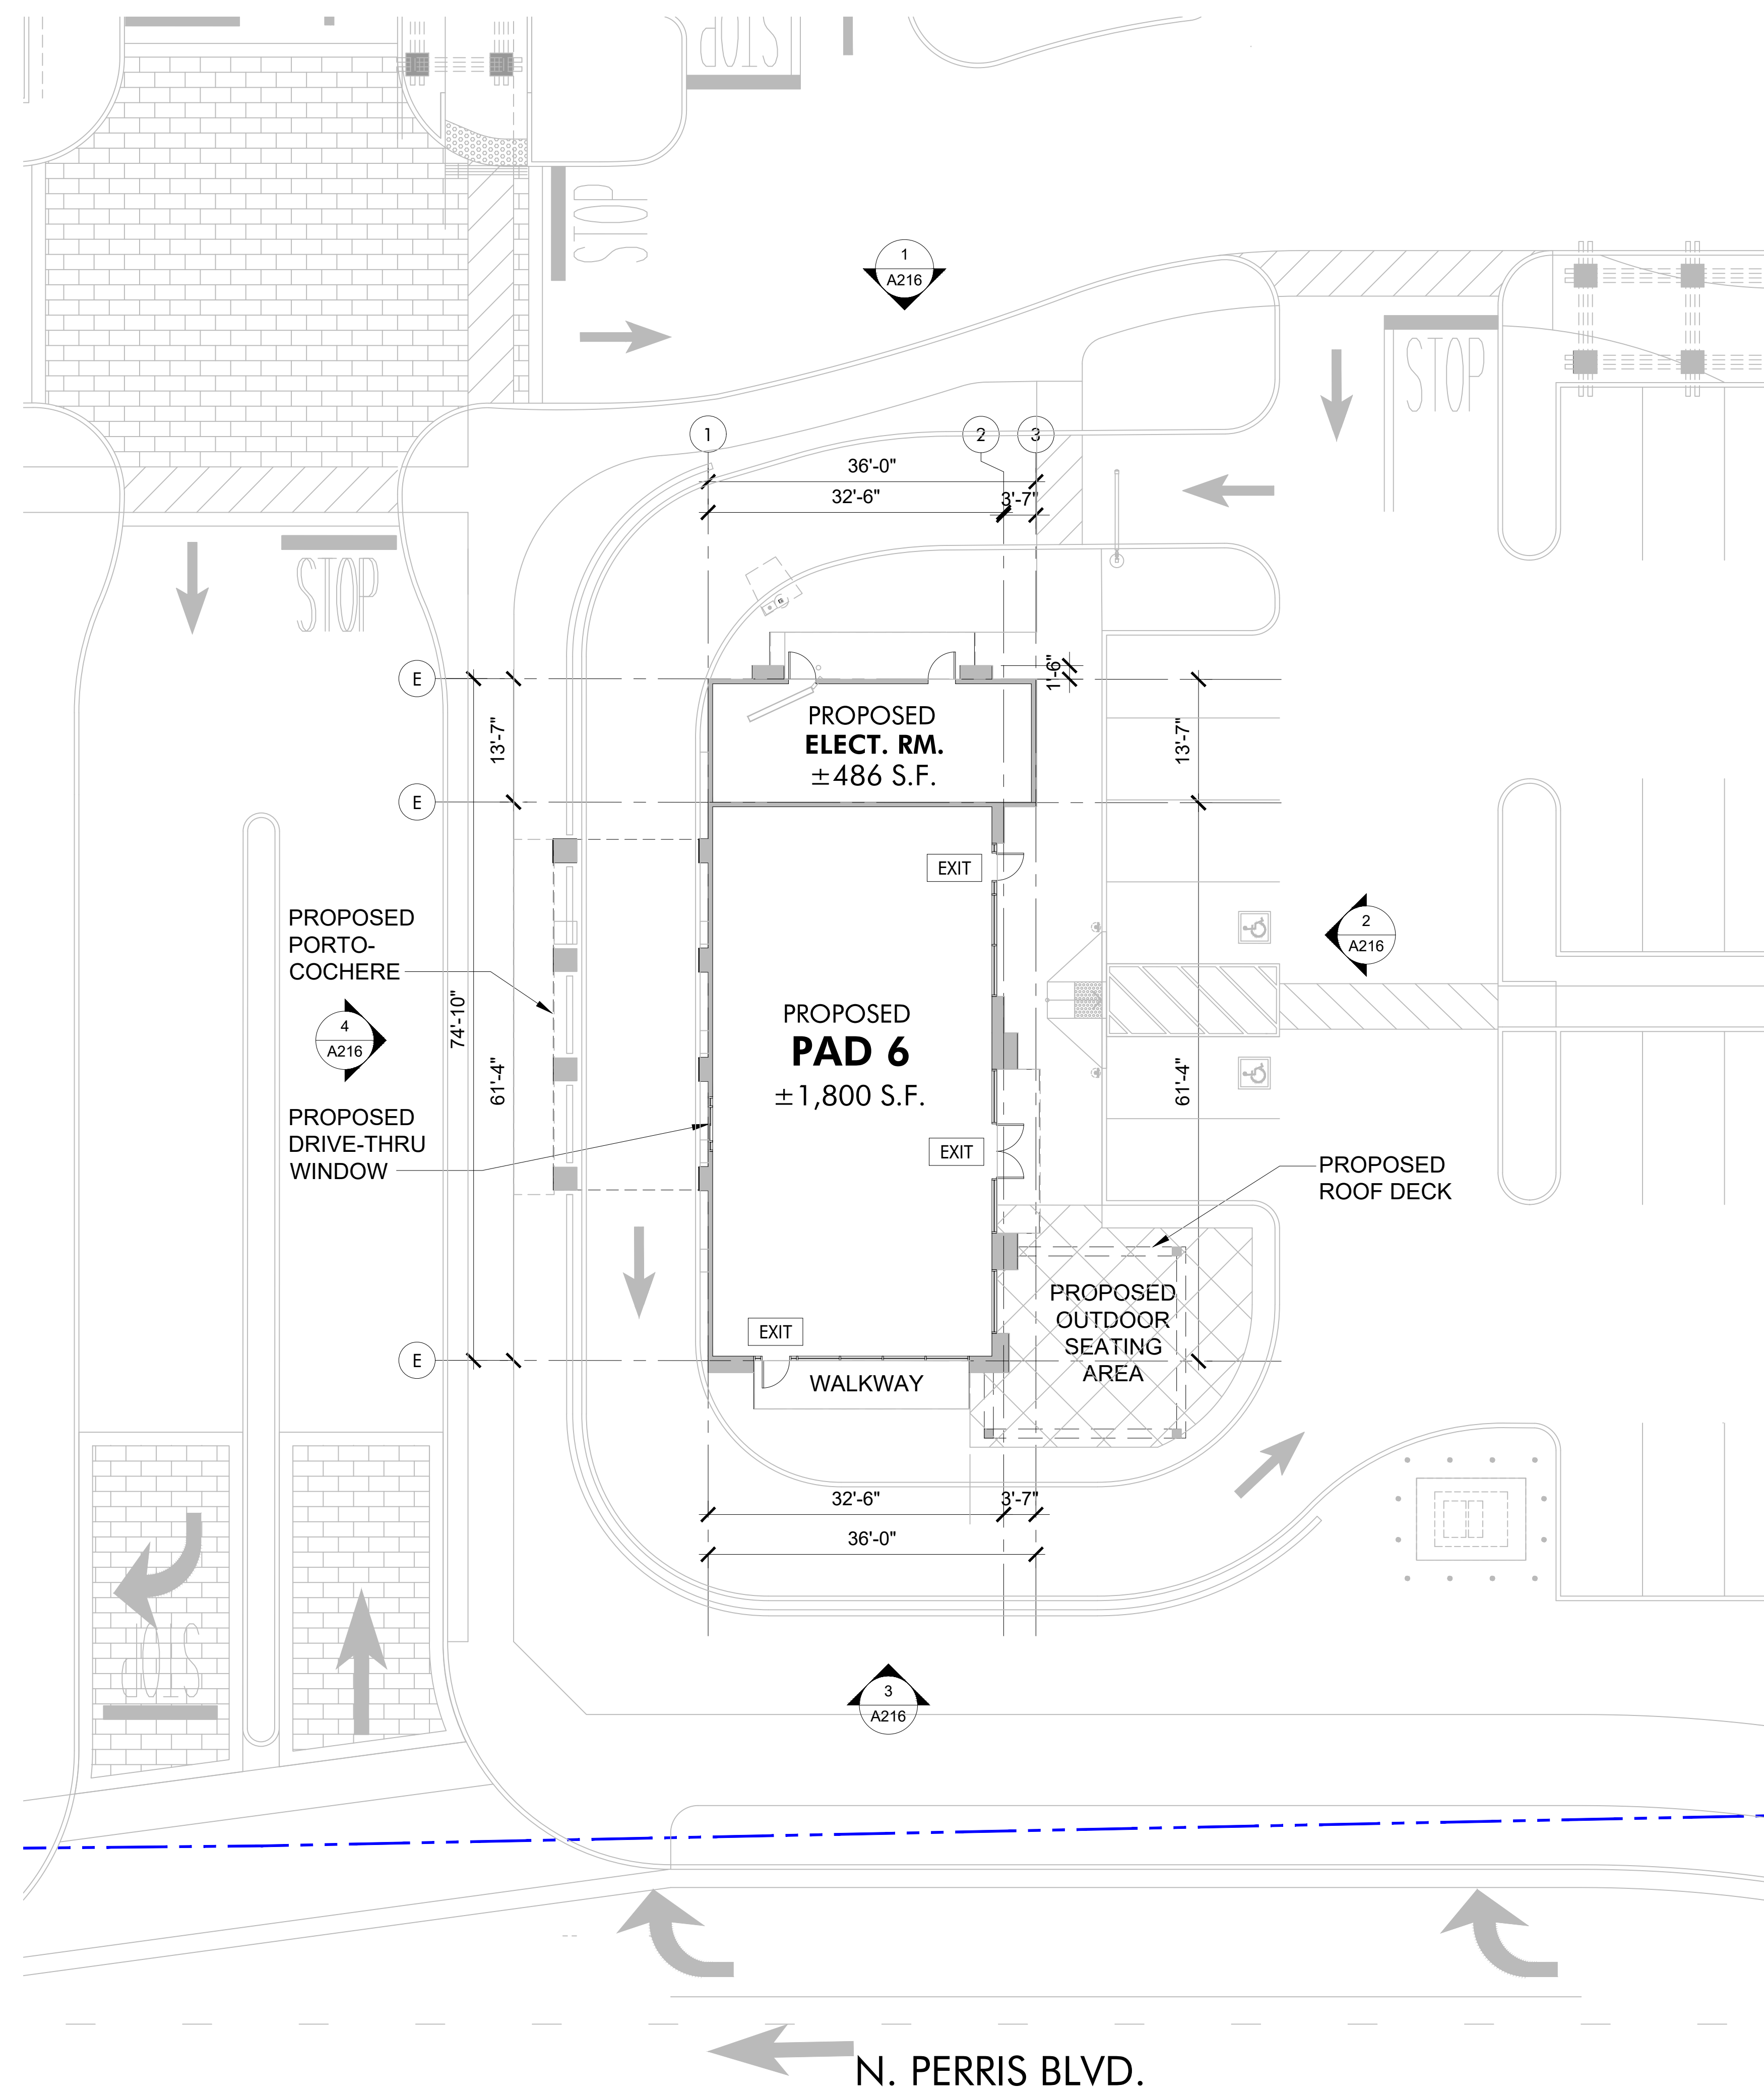 STOP
STOP
1
A216
STOP
1
2
3
36'-0"
32'-6"
3'-7"
STOP
E
1'-6"
13'-7"
13'-7"
PROPOSED
ELECT. RM.
±486 S.F.
E
EXIT
PROPOSED
PORTO-
COCHERE
2
A216
4
A216
74'-10"
61'-4"
PROPOSED
PAD 6
±1,800 S.F.
61'-4"
PROPOSED
DRIVE-THRU
WINDOW
EXIT
PROPOSED
ROOF DECK
PROPOSED
OUTDOOR
SEATING
AREA
EXIT
E
WALKWAY
32'-6"
3'-7"
36'-0"
STOP
3
A216
N. PERRIS BLVD.